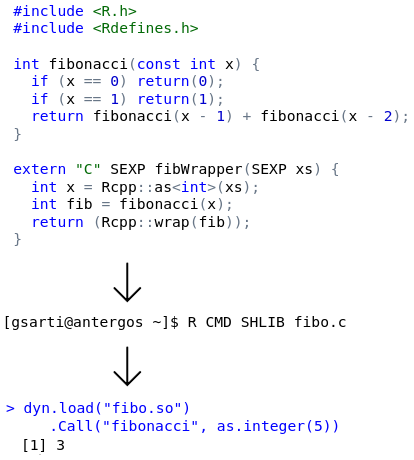 #include <R.h>
#include <Rdefines.h>

int fibonacci(const int x) {
  if (x == 0) return(0);
  if (x == 1) return(1);
  return fibonacci(x - 1) + fibonacci(x - 2);
}

extern "C" SEXP fibWrapper(SEXP xs) {
  int x = Rcpp::as<int>(xs);
  int fib = fibonacci(x);
  return (Rcpp::wrap(fib));
}

[gsarti@antergos ~]$ R CMD SHLIB fibo.c

> dyn.load("fibo.so")
     .Call("fibonacci", as.integer(5))
  [1] 3